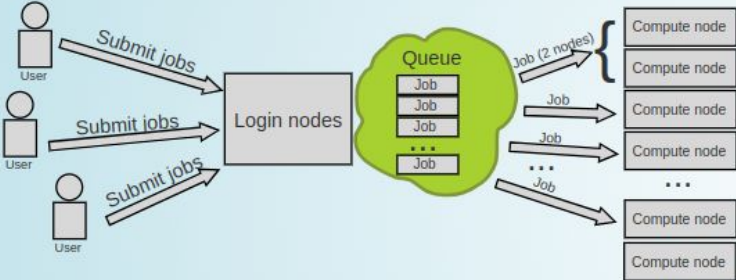 User
Submit jobs
User
Submit jobs
User
Submit jobs
Login nodes
Queue
Job
Job
Job
...
Job
Job (2 nodes)
Job
Job
...
Job
Compute node
Compute node
Compute node
Compute node
...
Compute node
Compute node